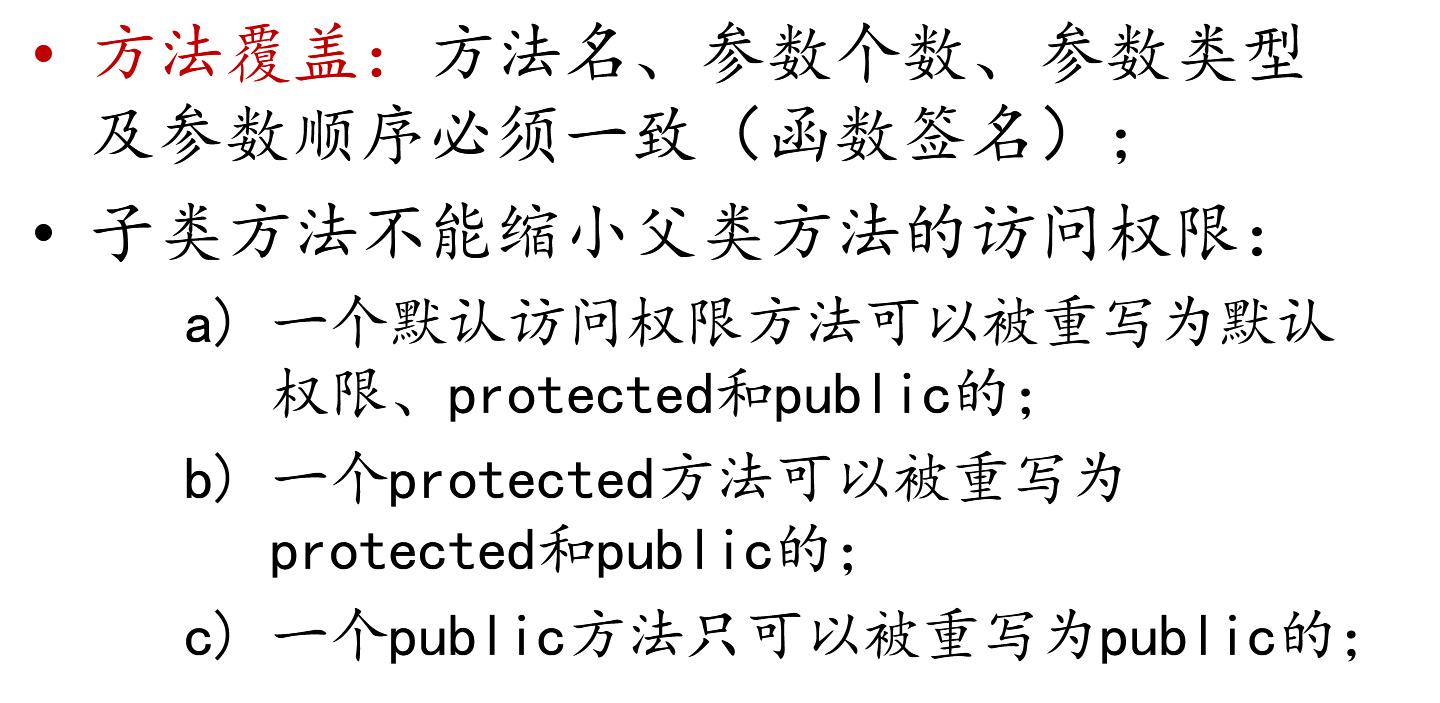 • 方法覆盖：方法名、参数个数、参数类型
及参数顺序必须一致（函数签名）；
• 子类方法不能缩小父类方法的访问权限：
a) 一个默认访问权限方法可以被重写为默认
权限、protected和public的；
b) 一个protected方法可以被重写为
protected和public的；
c) 一个public方法只可以被重写为public的；